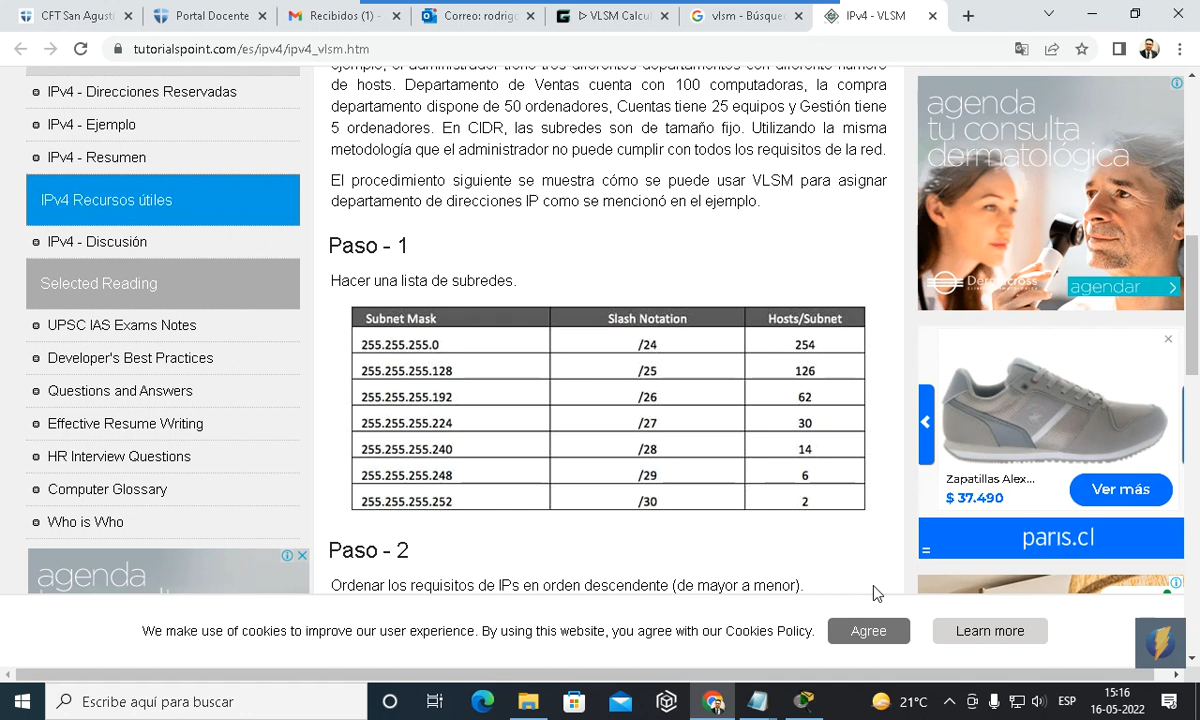 CFT San Agusti
Portal Docente
Recibidos (1) -
Correo: rodrigo
VLSM Calcul
vlsm - Búsque
IPv4 - VLSM
tutorialspoint.com/es/ipv4/ipv4_vlsm.htm
IPv4 - Direcciones Reservadas
IPv4 - Ejemplo
IPv4 - Resumen
IPv4 Recursos útiles
IPv4 - Discusión
Selected Reading
UPSC IAS Exams Notes
Developer's Best Practices
Questions and Answers
Effective Resume Writing
HR Interview Questions
Computer Glossary
Who is Who
agenda
ejemplo, el administrador tiene tres diferentes departamentos con diferente número
de hosts. Departamento de Ventas cuenta con 100 computadoras, la compra
departamento dispone de 50 ordenadores, Cuentas tiene 25 equipos y Gestión tiene
5 ordenadores. En CIDR, las subredes son de tamaño fijo. Utilizando la misma
metodología que el administrador no puede cumplir con todos los requisitos de la red.
El procedimiento siguiente se muestra cómo se puede usar VLSM para asignar
departamento de direcciones IP como se mencionó en el ejemplo.
Paso - 1
Hacer una lista de subredes.
Subnet Mask Slash Notation Hosts/Subnet
255.255.255.0 /24 254
255.255.255.128 /25 126
255.255.255.192 /26 62
255.255.255.224 /27 30
255.255.255.240 /28 14
255.255.255.248 /29 6
255.255.255.252 /30 2
Paso - 2
Ordenar los requisitos de IPs en orden descendente (de mayor a menor).
agenda
tu consulta
dermatológica
agendar
Zapatillas Alex...
$ 37.490
Ver más
paris.cl
We make use of cookies to improve our user experience. By using this website, you agree with our Cookies Policy. Agree Learn more
Escribe aquí para buscar
21°C
ESP
15:16
16-05-2022